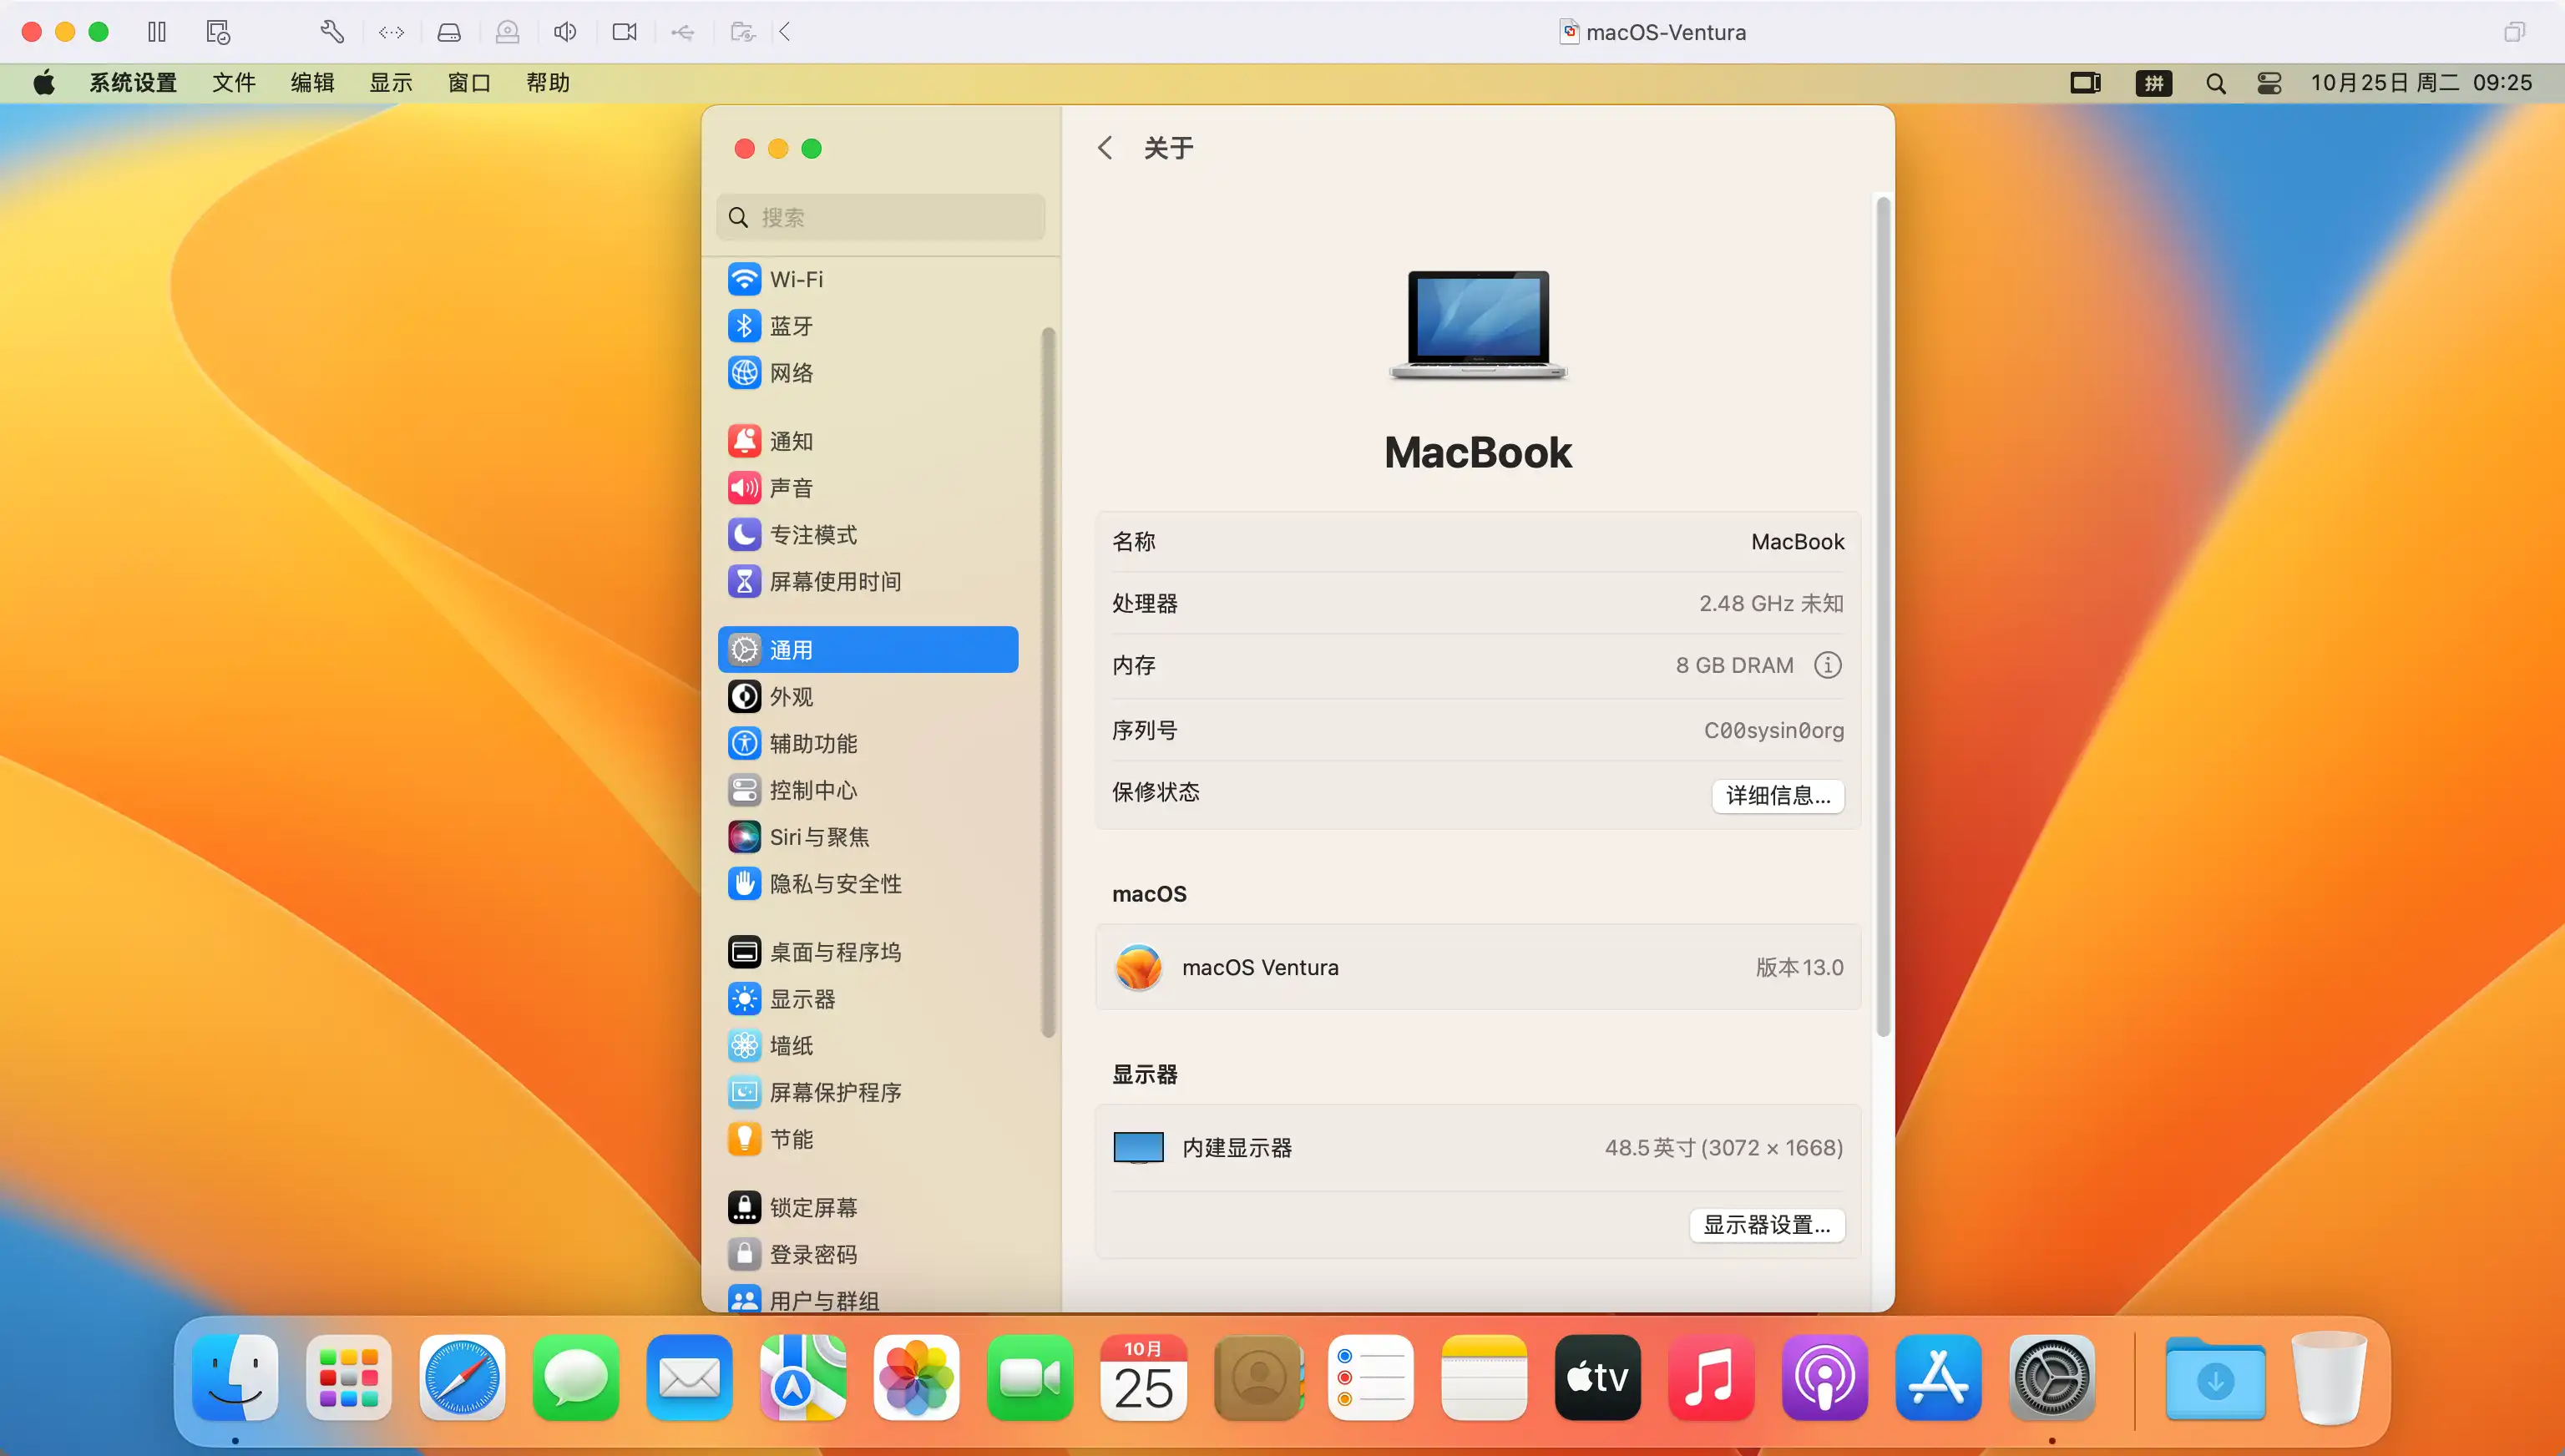 macOS-Ventura
系统设置 文件 编辑 显示 窗口 帮助
拼 10月25日 周二 09:25
搜索
Wi-Fi
蓝牙
网络
通知
声音
专注模式
屏幕使用时间
通用
外观
辅助功能
控制中心
Siri与聚焦
隐私与安全性
桌面与程序坞
显示器
墙纸
屏幕保护程序
节能
锁定屏幕
登录密码
用户与群组
关于
MacBook
名称 MacBook
处理器 2.48 GHz 未知
内存 8 GB DRAM
序列号 C00sysin0org
保修状态 详细信息...
macOS
macOS Ventura 版本13.0
显示器
内建显示器 48.5英寸 (3072 × 1668)
显示器设置...
10月
25
tv